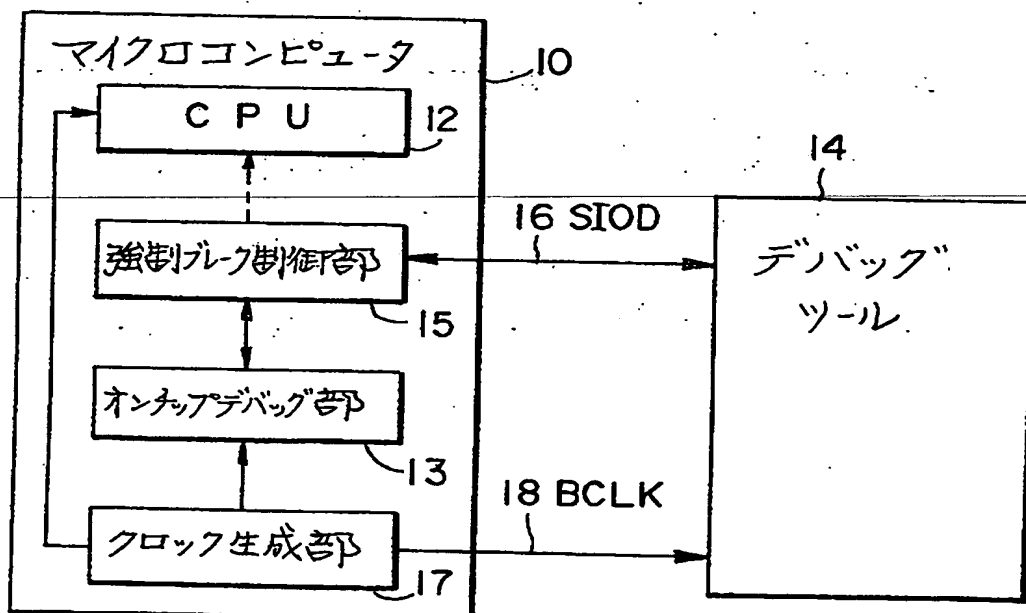 マイクロコンピュータ
10
CPU
12
14
16 SIOD
強制ブレーク制御部
デバッグ
ツール
15
オンチップデバッグ部
13
18 BCLK
クロック生成部
17